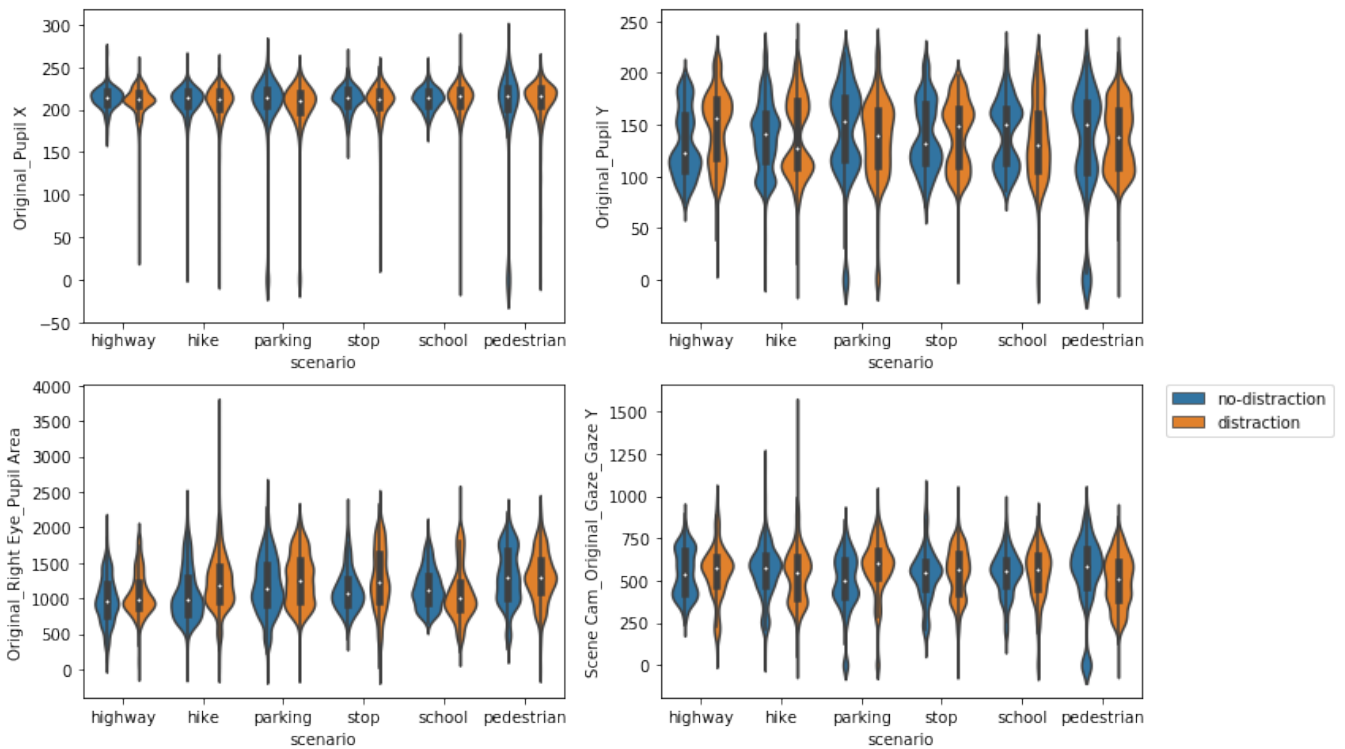 300
250
200
150
100
50
0
−50
Original_Pupil X
highway hike parking stop school pedestrian
scenario
250
200
150
100
50
0
Original_Pupil Y
highway hike parking stop school pedestrian
scenario
4000
3500
3000
2500
2000
1500
1000
500
0
Original_Right Eye_Pupil Area
highway hike parking stop school pedestrian
scenario
1500
1250
1000
750
500
250
0
Scene Cam_Original_Gaze_Gaze Y
highway hike parking stop school pedestrian
scenario
no-distraction
distraction